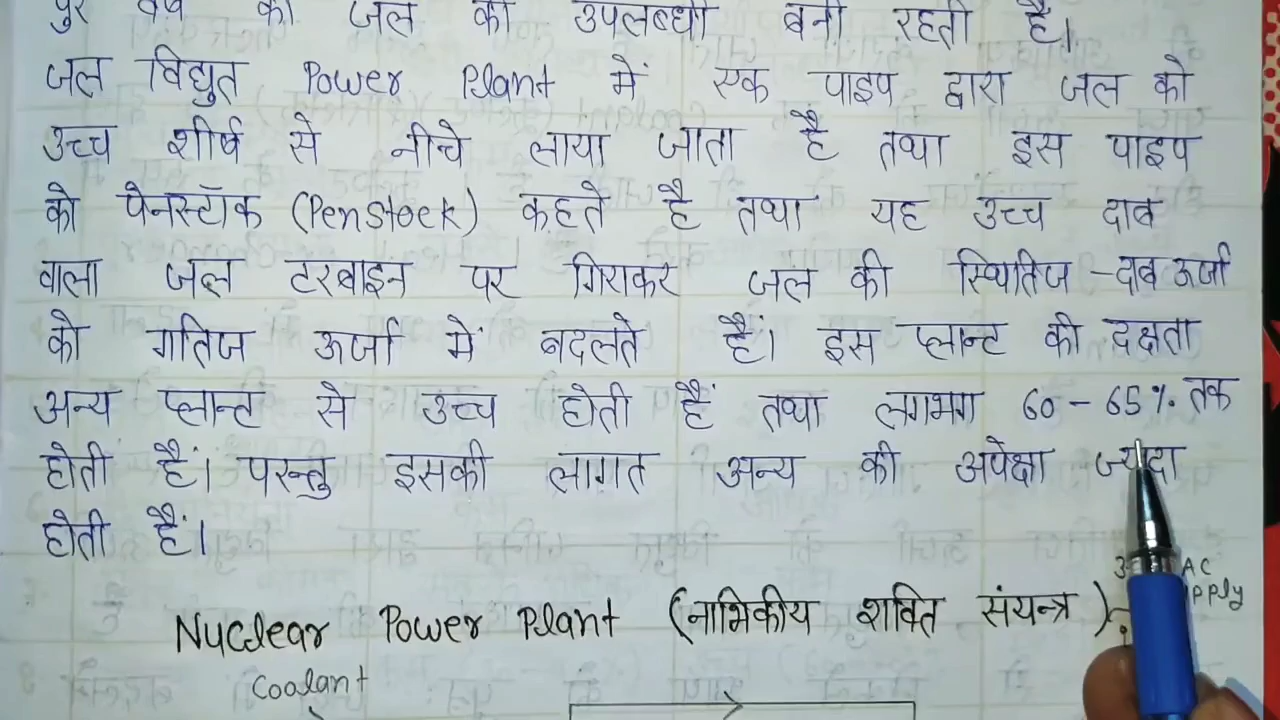 पुरे वर्ष को जल की उपलब्धी बनी रहती है।
जल विद्युत Power Plant में एक पाइप द्वारा जल को
उच्च शीर्ष से नीचे लाया जाता है तथा इस पाइप
को पेनस्टॉक (Penstock) कहते है तथा यह उच्च दाब
वाला जल टरबाइन पर गिराकर जल की स्थितिज - दाब ऊर्जा
को गतिज ऊर्जा में बदलते हैं। इस प्लान्ट की दक्षता
अन्य प्लान्ट से उच्च होती हैं तथा लगभग 60 - 65% तक
होती हैं। परन्तु इसकी लागत अन्य की अपेक्षा ज्यादा
होती हैं।
AC
Nuclear Power Plant (नाभिकीय शक्ति संयन्त्र)
Coolant